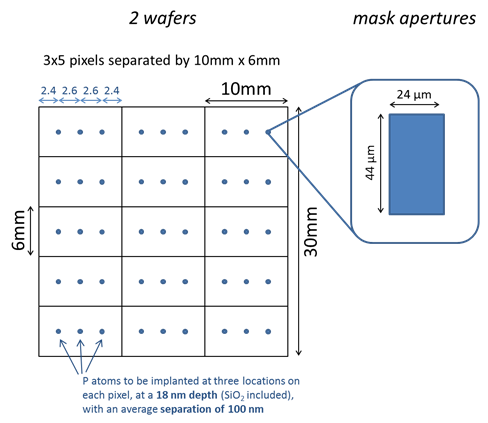 2 wafers
mask apertures
3x5 pixels separated by 10mm x 6mm
2.4 2.6 2.6 2.4
10mm
24 µm
44 µm
6mm
30mm
P atoms to be implanted at three locations on
each pixel, at a 18 nm depth (SiO₂ included),
with an average separation of 100 nm